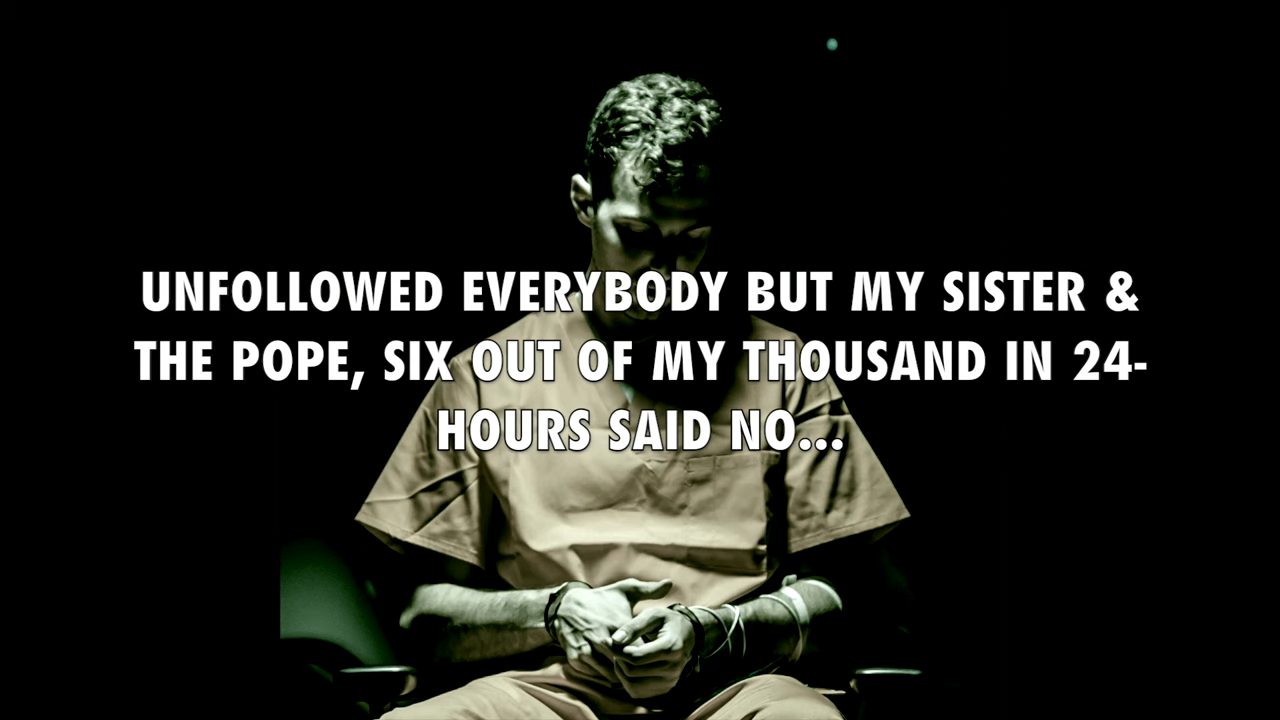 UNFOLLOWED EVERYBODY BUT MY SISTER &
THE POPE, SIX OUT OF MY THOUSAND IN 24-
HOURS SAID NO...